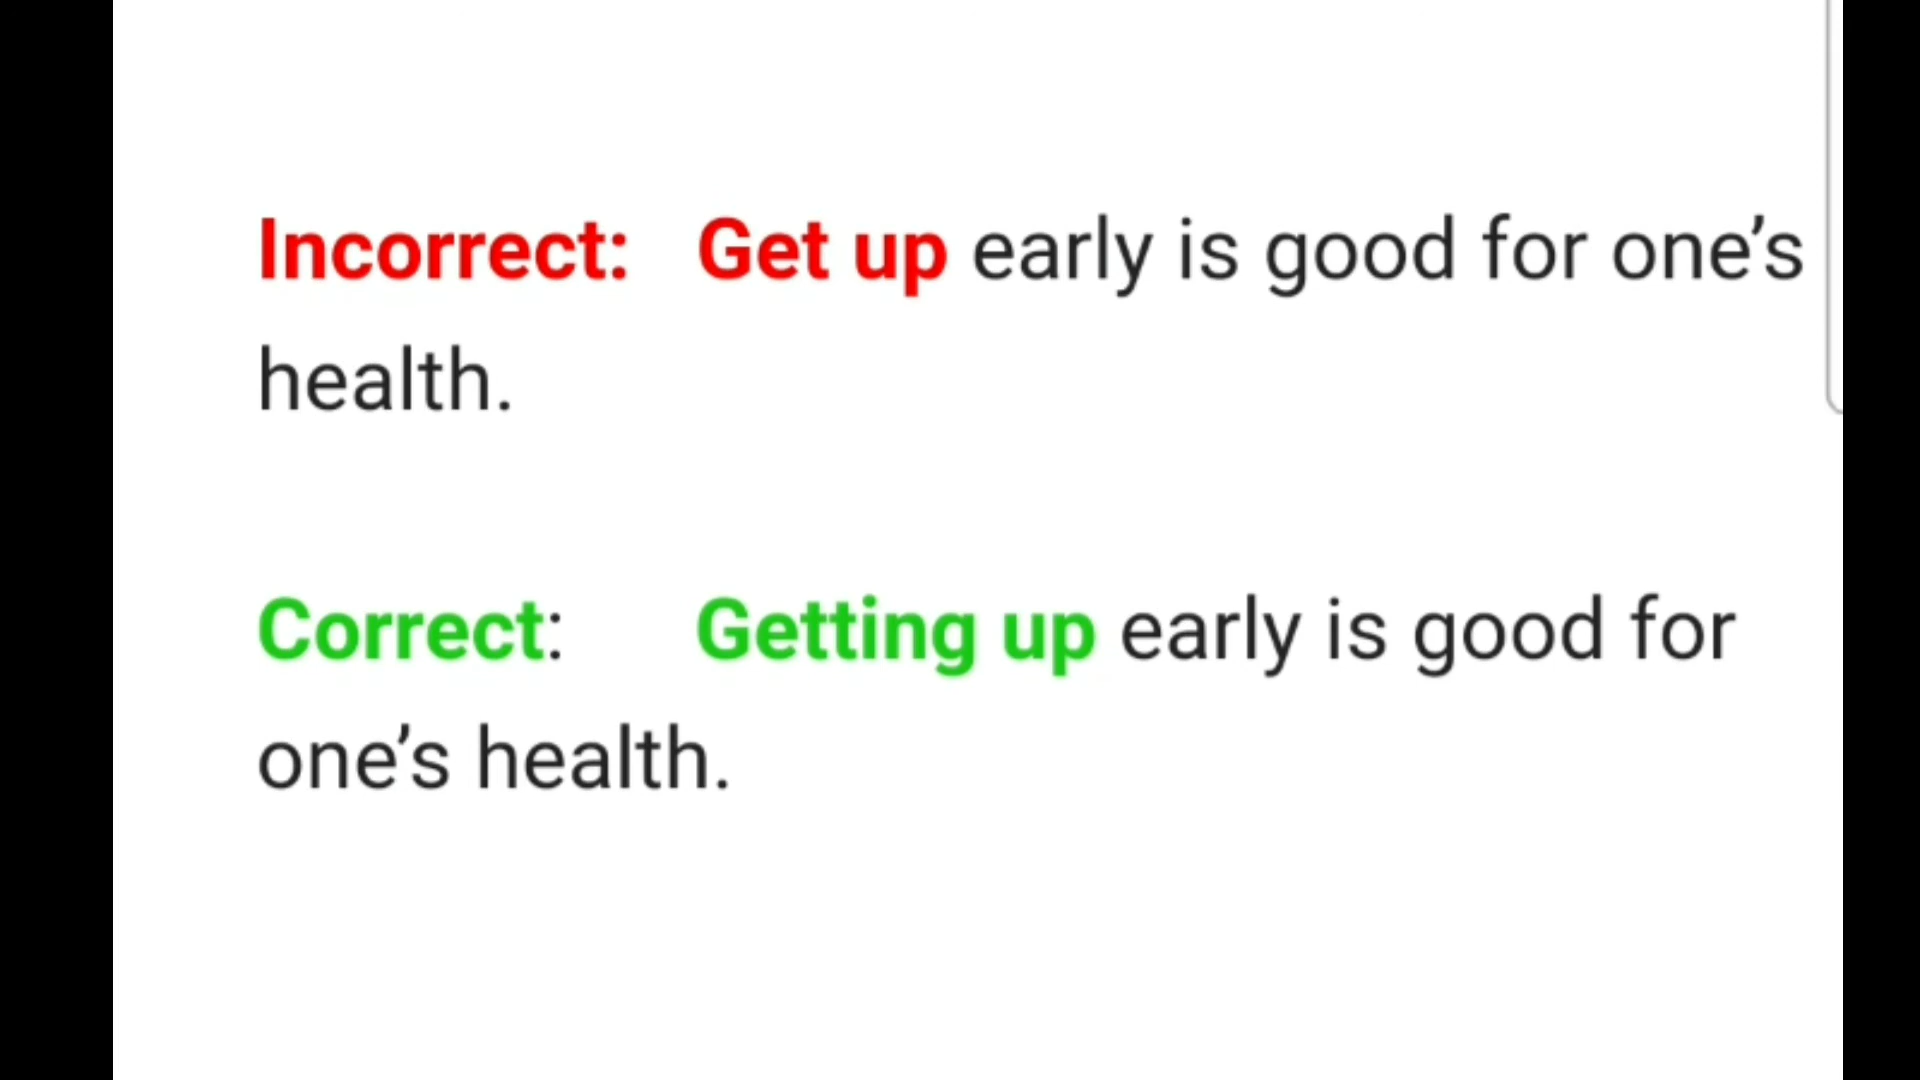 Incorrect: Get up early is good for one’s
health.
Correct: Getting up early is good for
one’s health.